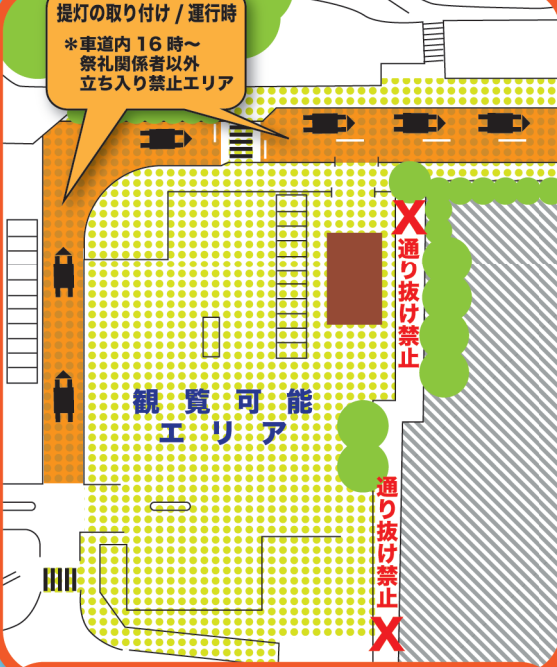 提灯の取り付け / 運行時
＊車道内 16 時〜
祭礼関係者以外
立ち入り禁止エリア
X
通り抜け禁止
観覧可能
エリア
通り抜け禁止
X